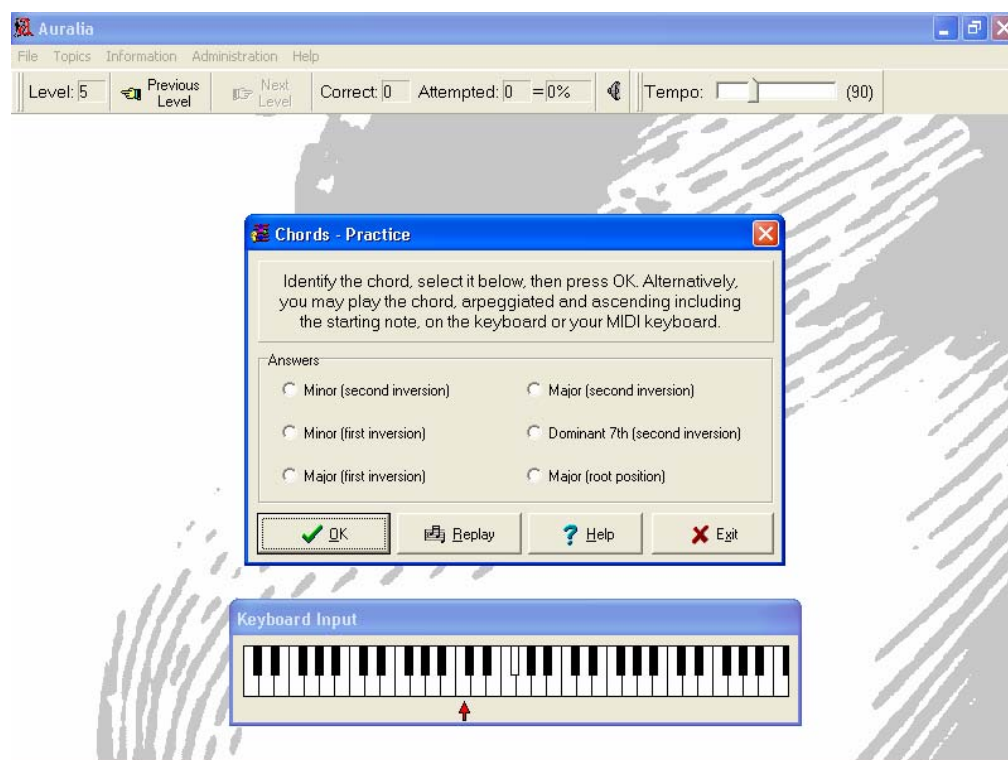 Auralia
File Topics Information Administration Help
Level: 5 Previous Level Next Level Correct: 0 Attempted: 0 =0% Tempo: (90)
Chords - Practice
Identify the chord, select it below, then press OK. Alternatively,
you may play the chord, arpeggiated and ascending including
the starting note, on the keyboard or your MIDI keyboard.
Answers
Minor (second inversion) Major (second inversion)
Minor (first inversion) Dominant 7th (second inversion)
Major (first inversion) Major (root position)
OK Replay Help Exit
Keyboard Input